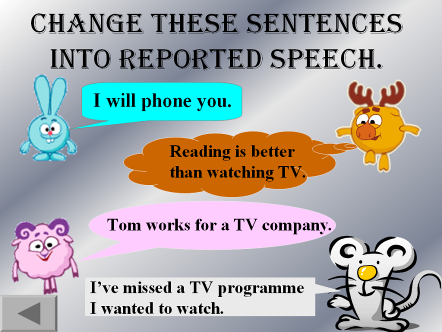 CHANGE THESE SENTENCES
INTO REPORTED SPEECH.
I will phone you.
Reading is better
than watching TV.
Tom works for a TV company.
I've missed a TV programme
I wanted to watch.